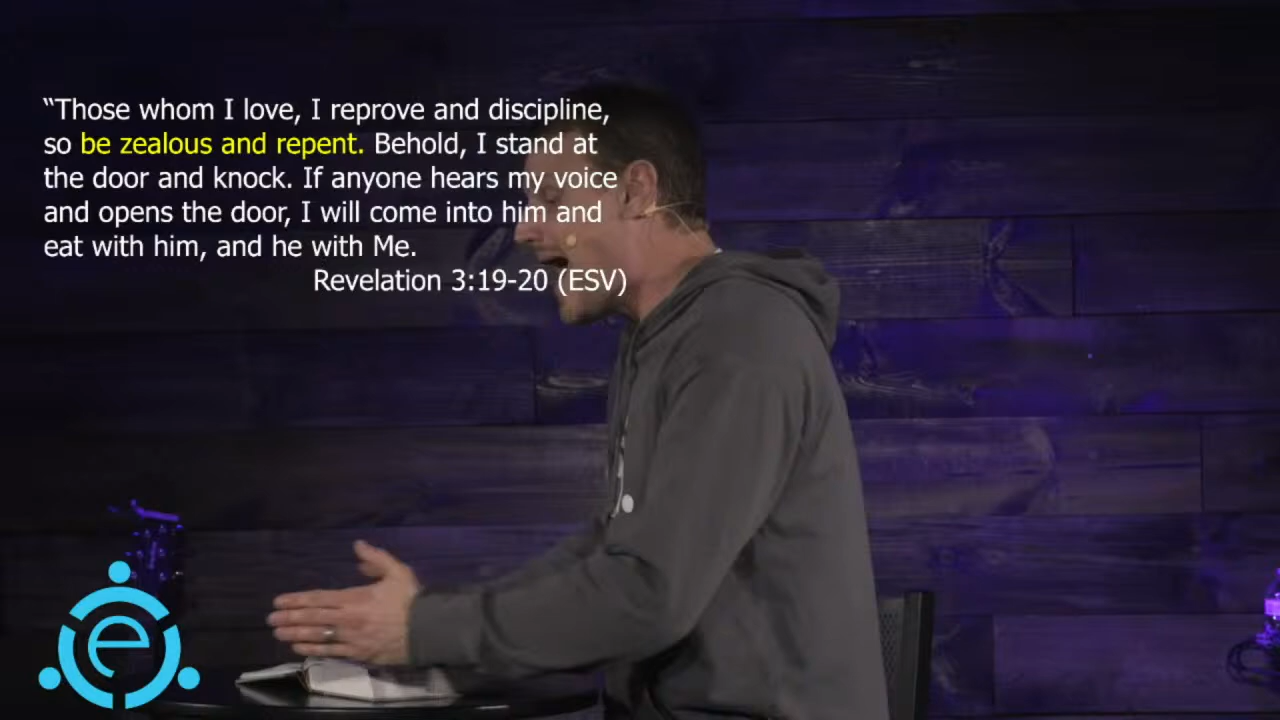 “Those whom I love, I reprove and discipline,
so be zealous and repent. Behold, I stand at
the door and knock. If anyone hears my voice
and opens the door, I will come into him and
eat with him, and he with Me.
Revelation 3:19-20 (ESV)
e